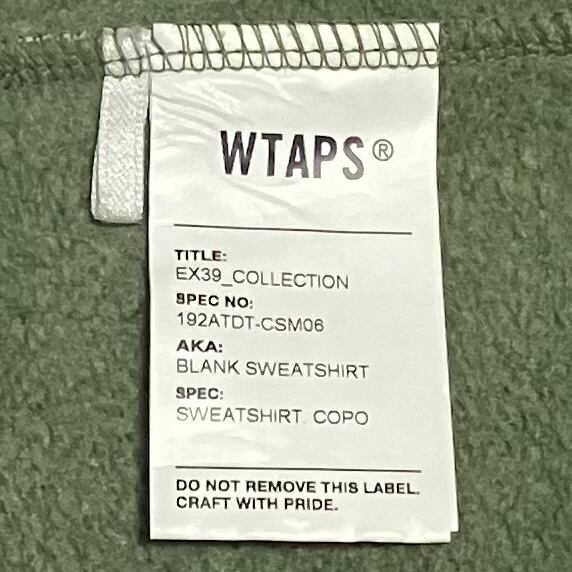 WTAPS®
TITLE:
EX39_COLLECTION
SPEC NO:
192ATDT-CSM06
AKA:
BLANK SWEATSHIRT
SPEC:
SWEATSHIRT. COPO
DO NOT REMOVE THIS LABEL.
CRAFT WITH PRIDE.